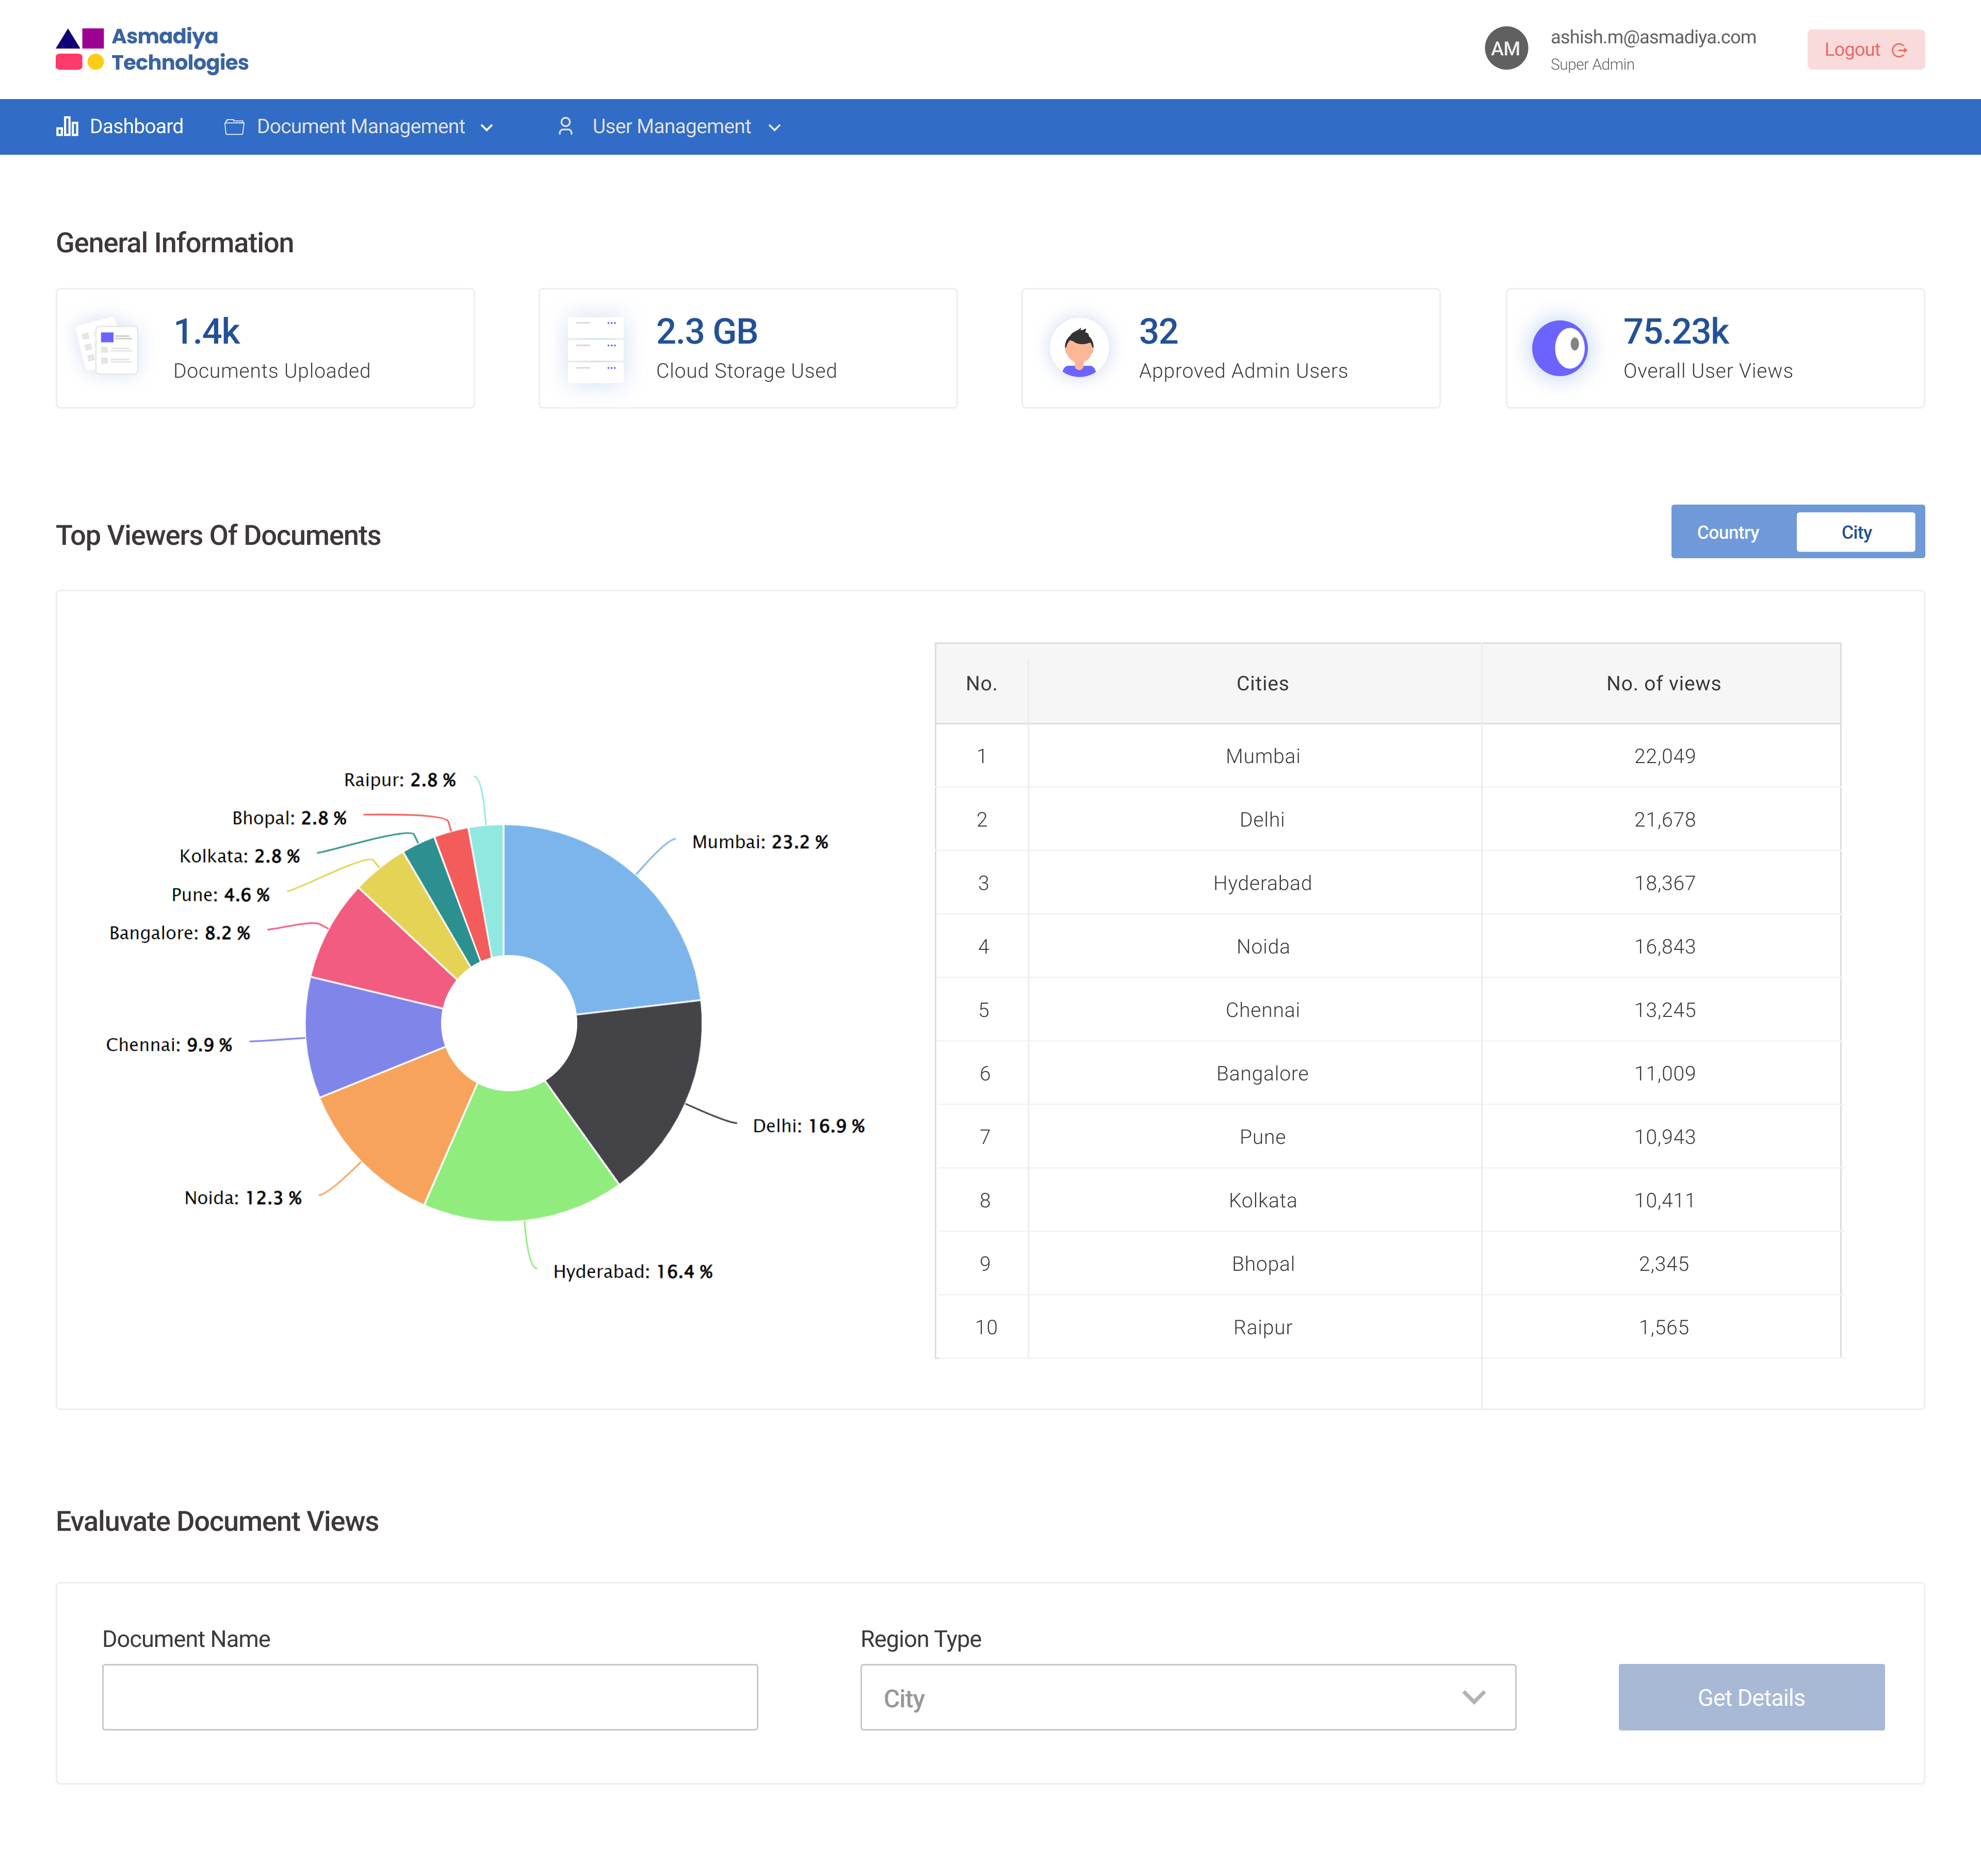 Asmadiya
Technologies
AM
ashish.m@asmadiya.com
Super Admin
Logout
Dashboard
Document Management
User Management
General Information
1.4k
Documents Uploaded
2.3 GB
Cloud Storage Used
32
Approved Admin Users
75.23k
Overall User Views
Top Viewers Of Documents
Country
City
Raipur: 2.8 %
Bhopal: 2.8 %
Kolkata: 2.8 %
Pune: 4.6 %
Bangalore: 8.2 %
Chennai: 9.9 %
Noida: 12.3 %
Mumbai: 23.2 %
Delhi: 16.9 %
Hyderabad: 16.4 %
No. Cities No. of views
1 Mumbai 22,049
2 Delhi 21,678
3 Hyderabad 18,367
4 Noida 16,843
5 Chennai 13,245
6 Bangalore 11,009
7 Pune 10,943
8 Kolkata 10,411
9 Bhopal 2,345
10 Raipur 1,565
Evaluvate Document Views
Document Name
Region Type
City
Get Details